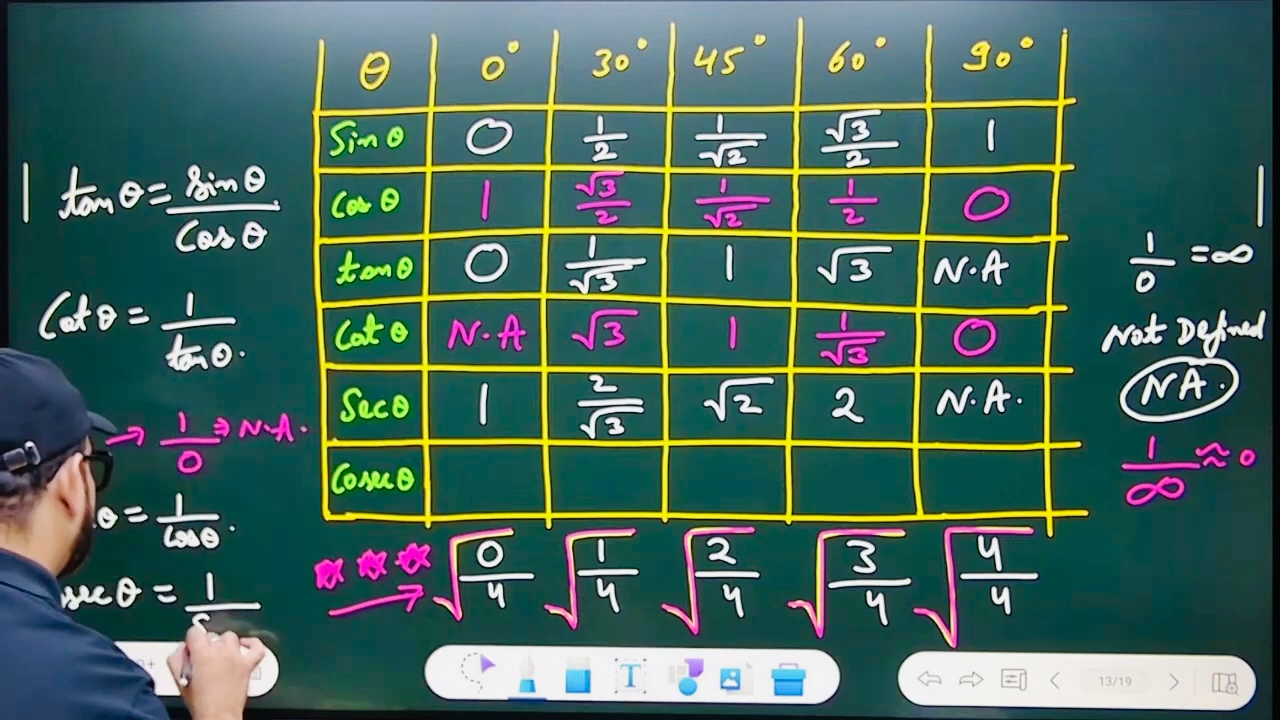 θ 0° 30° 45° 60° 90°
Sin θ 0 1/2 1/√2 √3/2 1
Cos θ 1 √3/2 1/√2 1/2 0
tan θ 0 1/√3 1 √3 N.A
Cot θ N.A √3 1 1/√3 0
Sec θ 1 2/√3 √2 2 N.A.
Cosec θ
√0/4 √1/4 √2/4 √3/4 √4/4
tan θ = sin θ/Cos θ
Cot θ = 1/tan θ.
→ 1/0 ⇒ N.A.
θ = 1/Cos θ.
sec θ = 1/S
1/0 = ∞
Not Defined
NA.
1/∞ ≈ 0
T
13/19